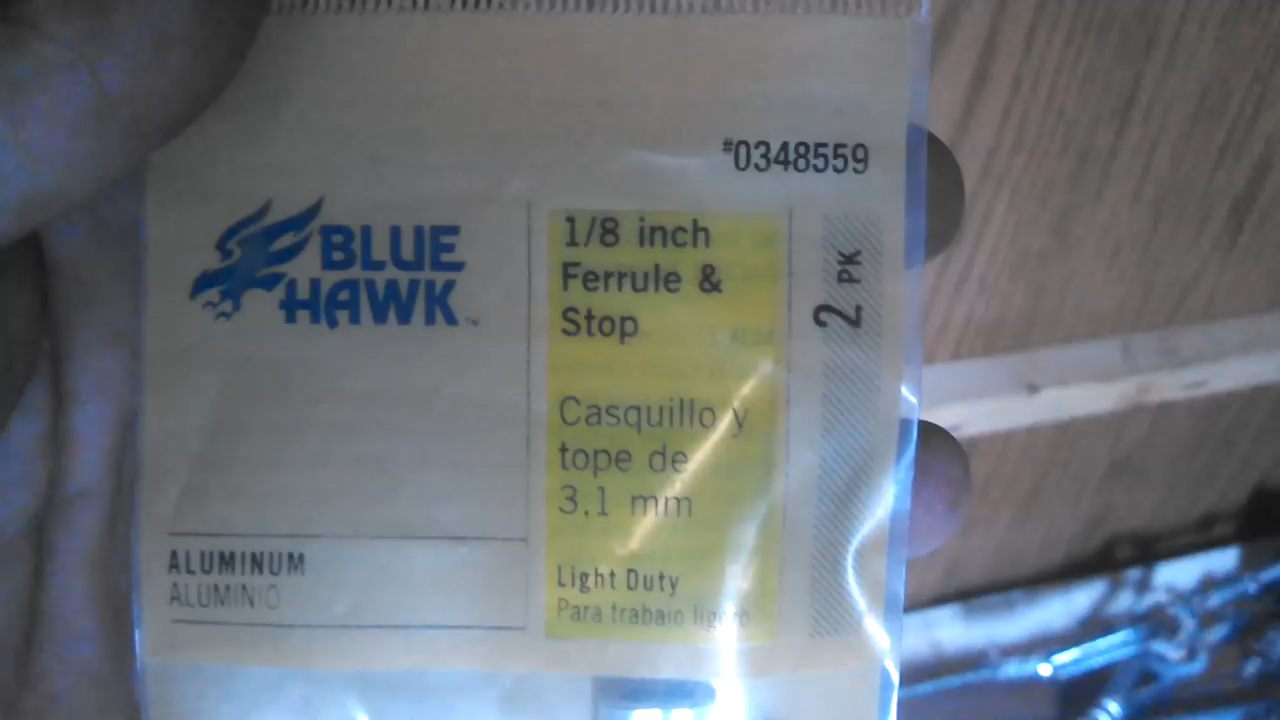 #0348559
BLUE
HAWK™
1/8 inch
Ferrule &
Stop
2 PK
Casquillo y
tope de
3,1 mm
ALUMINUM
ALUMINIO
Light Duty
Para trabajo ligero